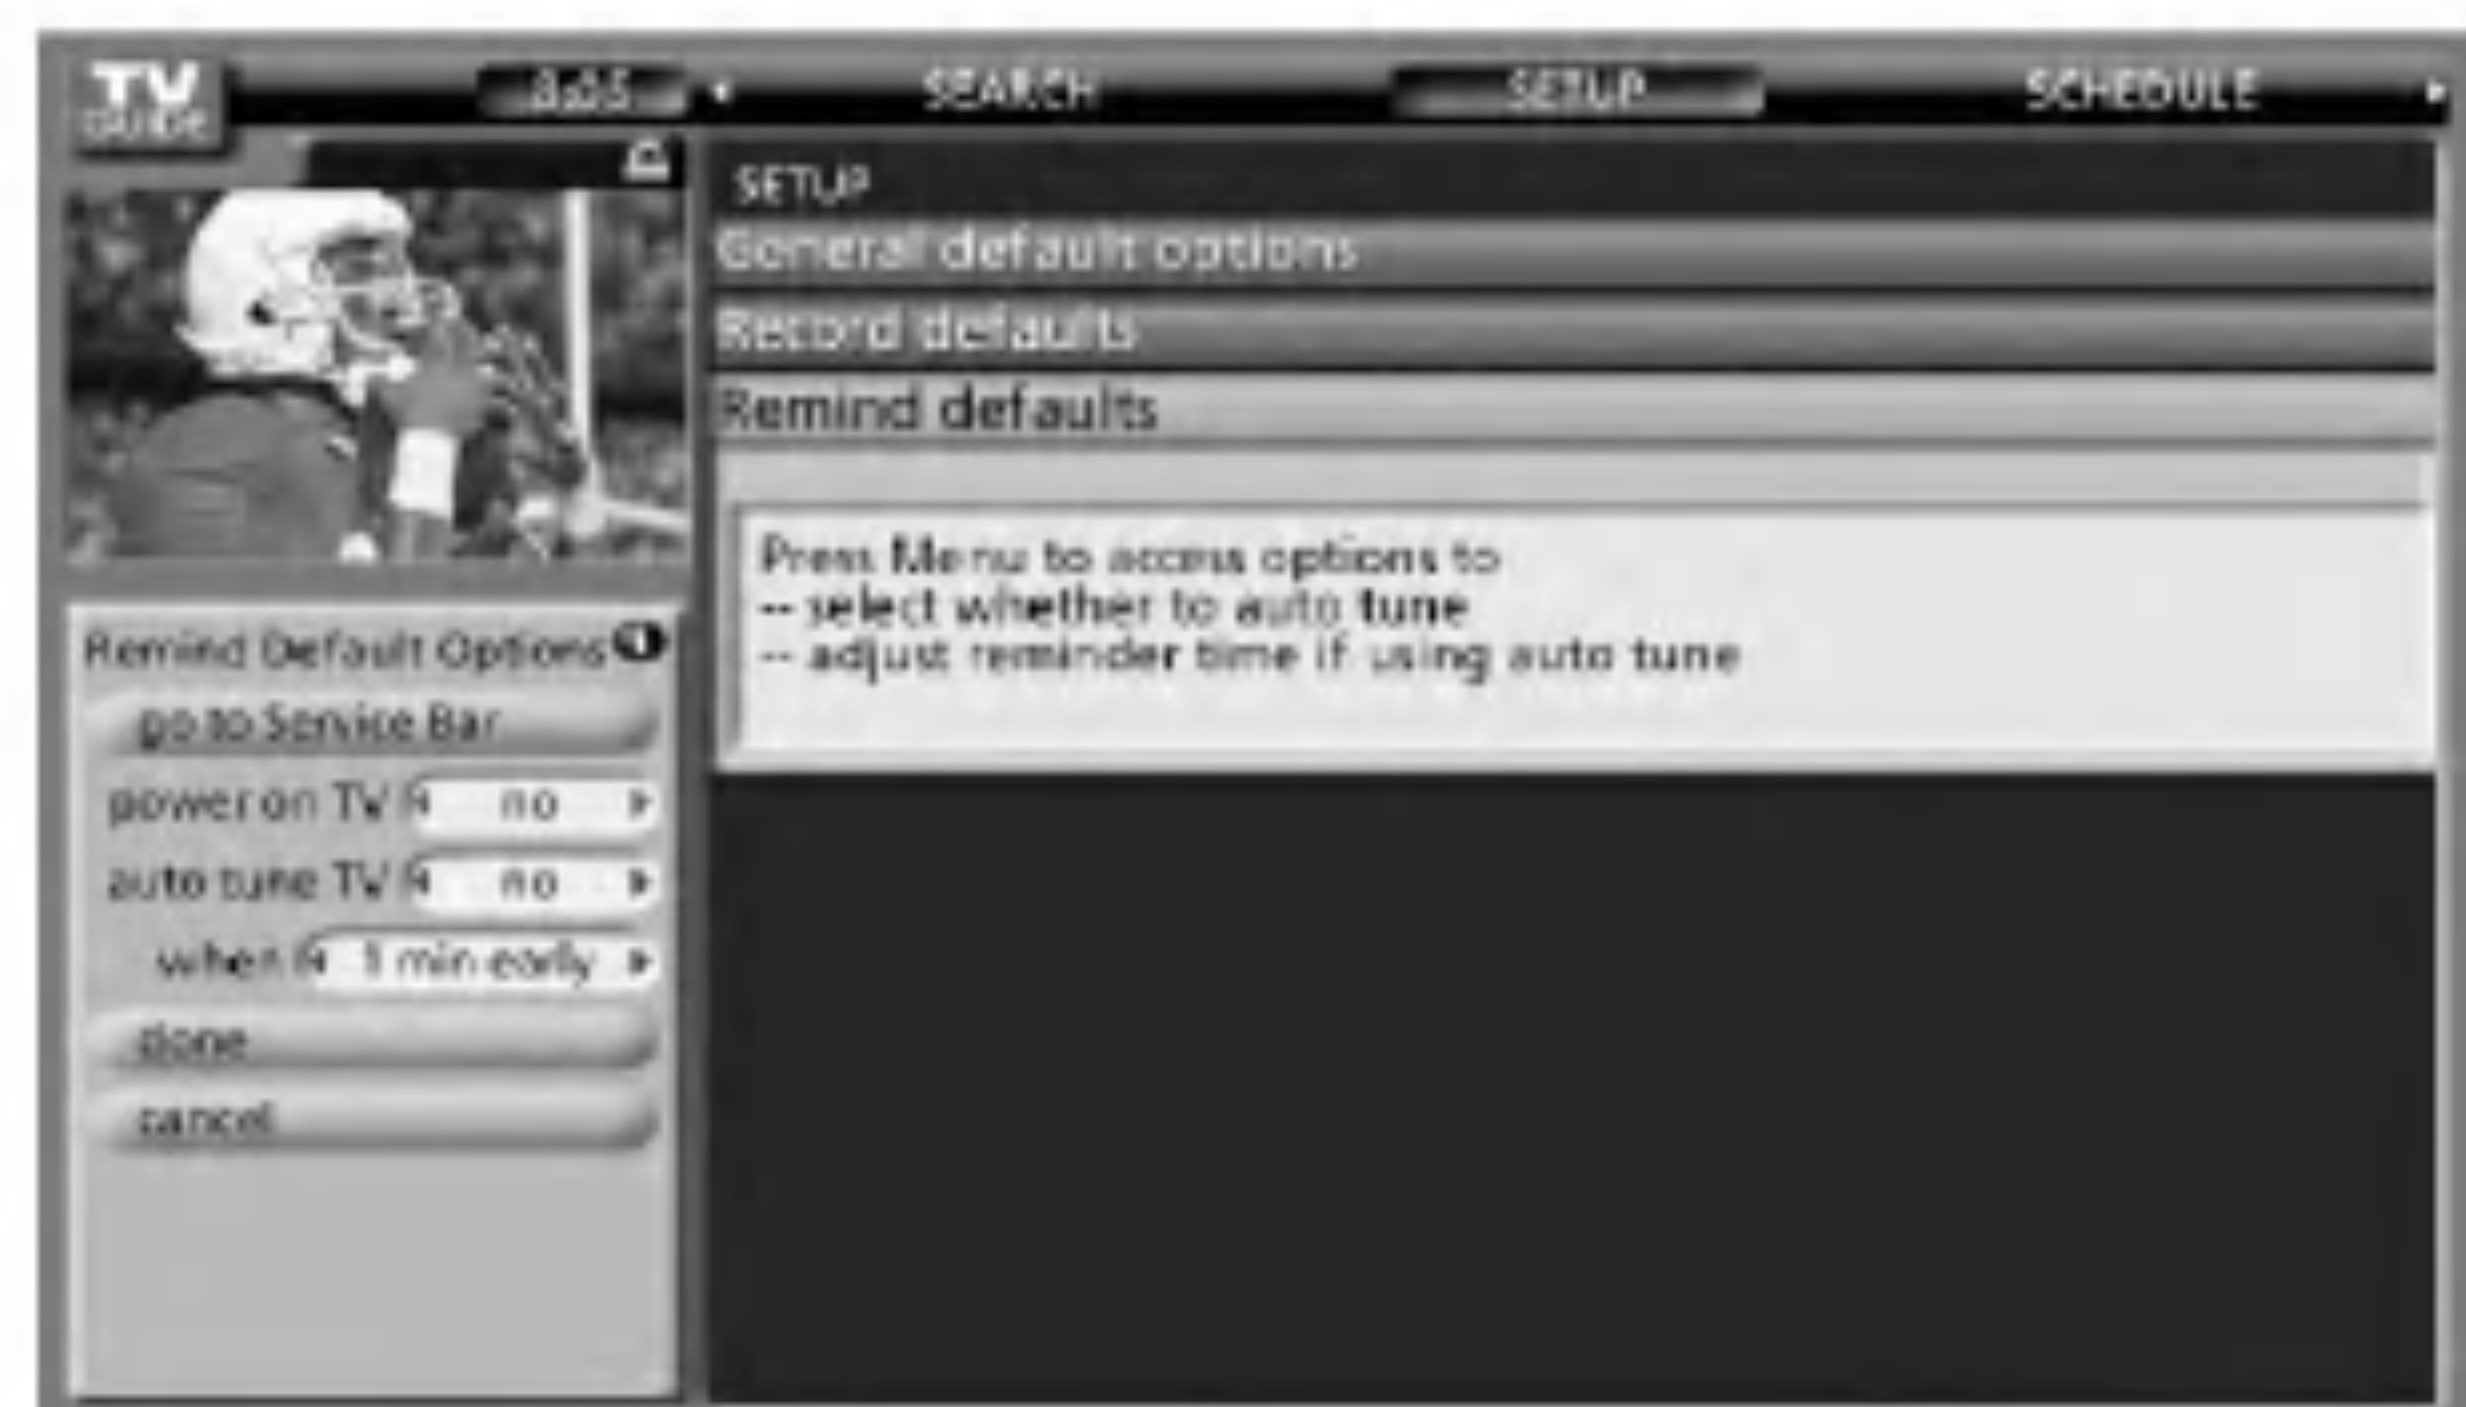 TV
GUIDE
8:05 SEARCH SETUP SCHEDULE
SETUP
General default options
Record defaults
Remind defaults
Press Menu to access options to
-- select whether to auto tune
-- adjust reminder time if using auto tune
Remind Default Options
go to Service Bar
power on TV no
auto tune TV no
when 1 min early
done
cancel